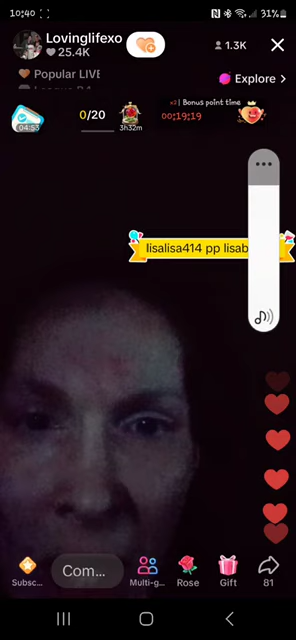 10:40
31%
Lovinglifexo
25.4K
1.3K
Popular LIVE
Explore >
04:53
0/20
3h32m
x3 | Bonus point time
00:19:19
lisalisa414 pp lisab
Subsc...
Com...
Multi-g...
Rose
Gift
81